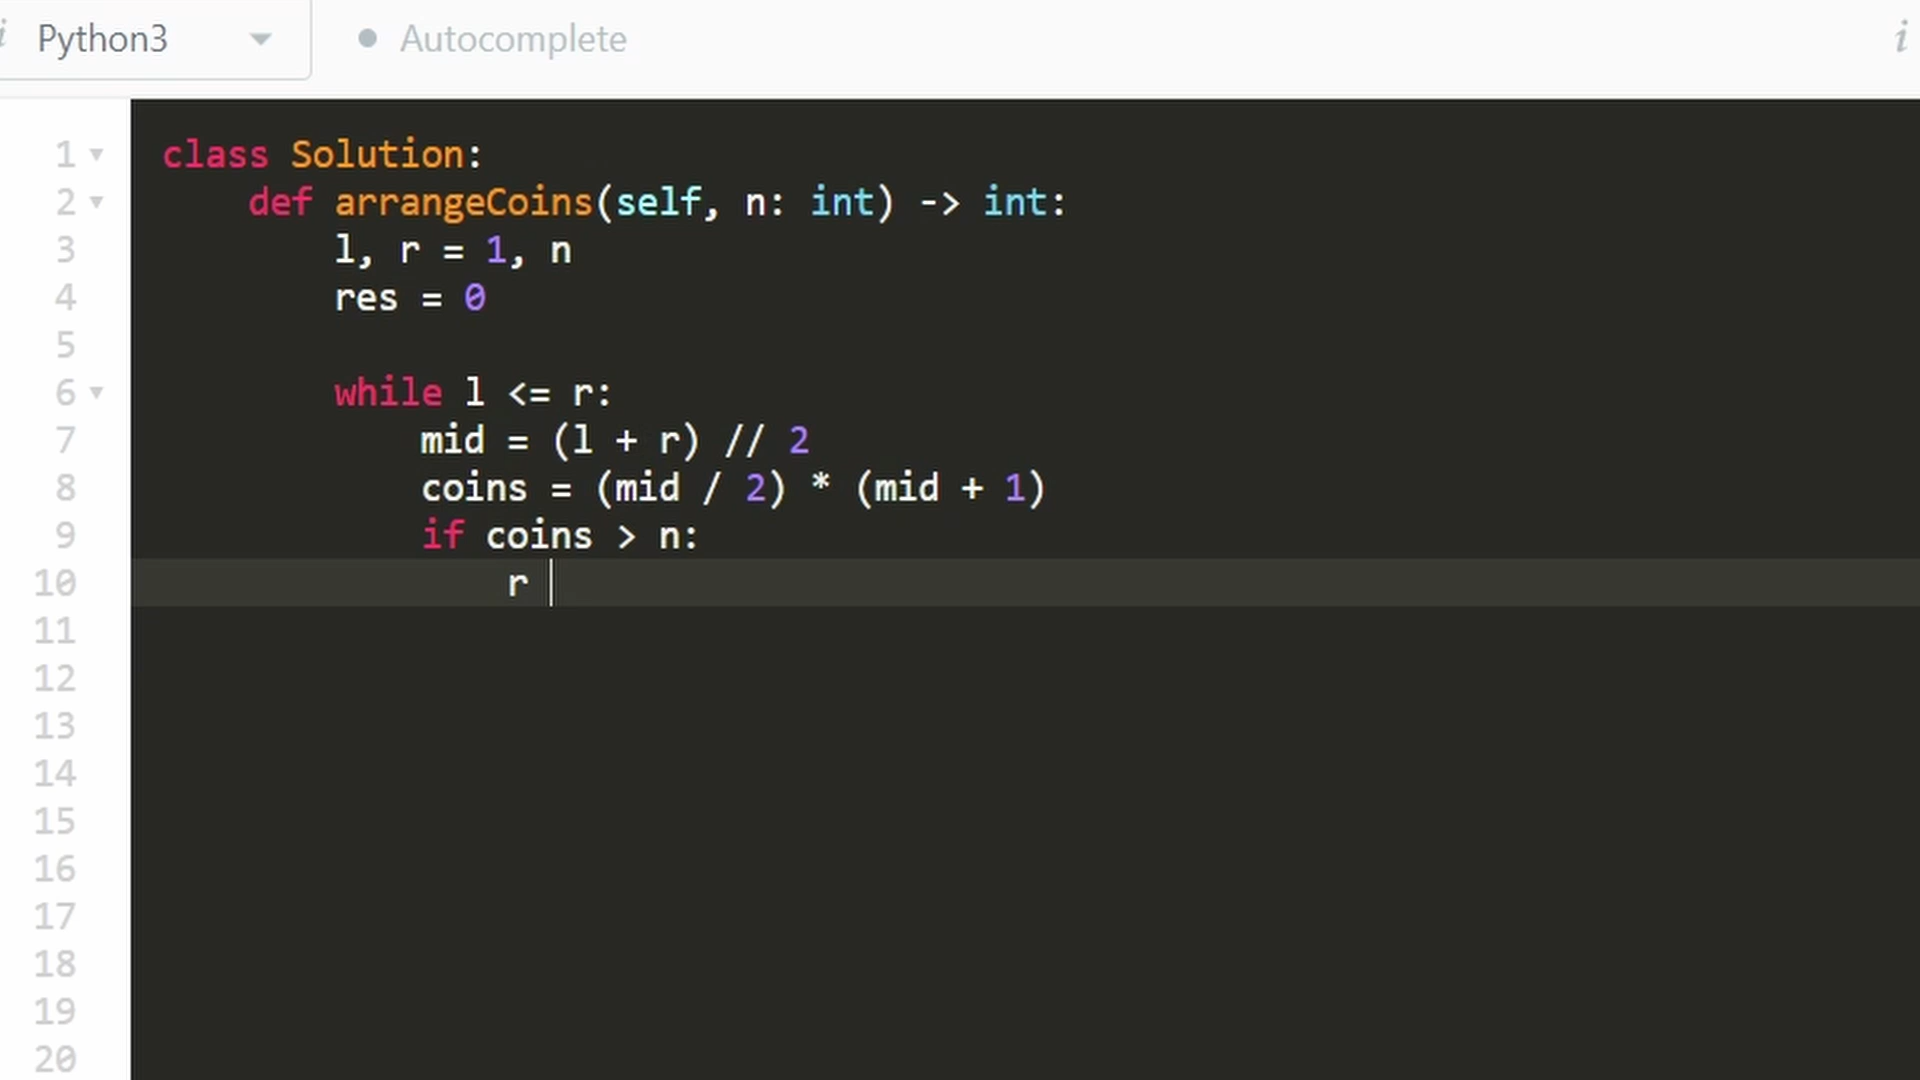 i Python3 Autocomplete i
1 class Solution:
2 def arrangeCoins(self, n: int) -> int:
3 l, r = 1, n
4 res = 0
5
6 while l <= r:
7 mid = (l + r) // 2
8 coins = (mid / 2) * (mid + 1)
9 if coins > n:
10 r
11
12
13
14
15
16
17
18
19
20